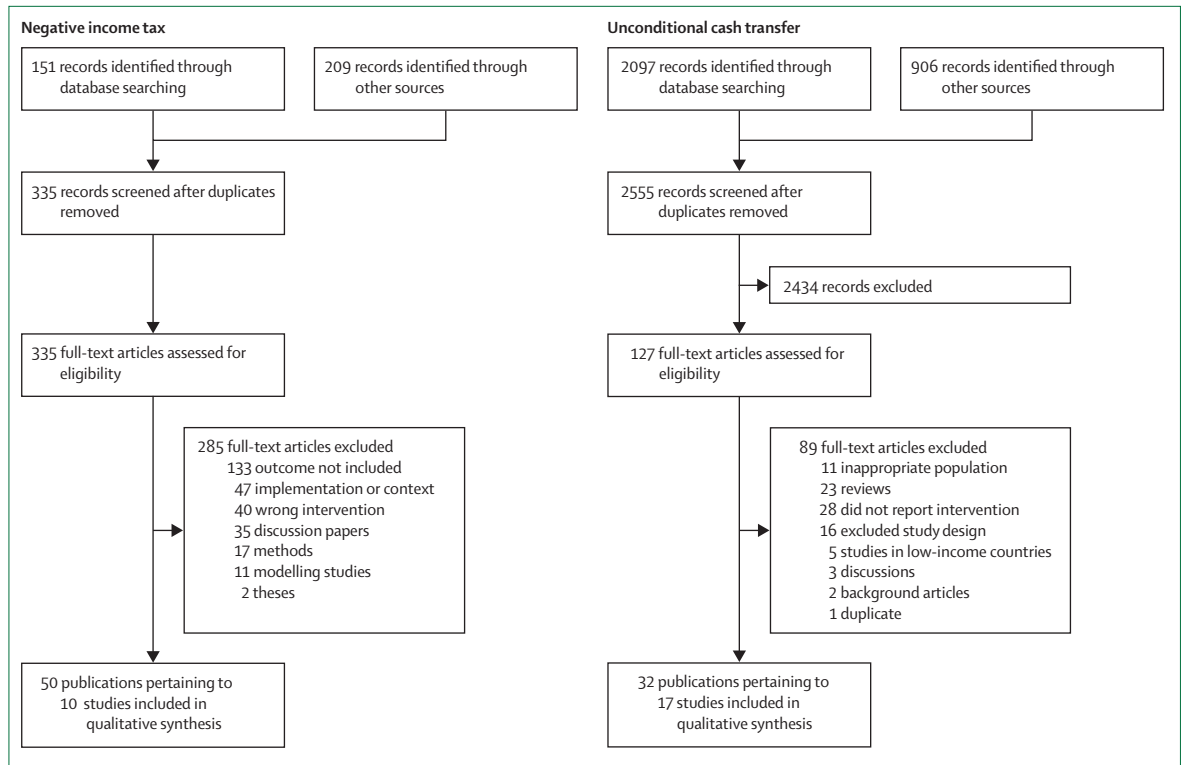 Negative income tax
151 records identified through
database searching
209 records identified through
other sources
335 records screened after duplicates
removed
335 full-text articles assessed for
eligibility
285 full-text articles excluded
133 outcome not included
47 implementation or context
40 wrong intervention
35 discussion papers
17 methods
11 modelling studies
2 theses
50 publications pertaining to
10 studies included in
qualitative synthesis
Unconditional cash transfer
2097 records identified through
database searching
906 records identified through
other sources
2555 records screened after
duplicates removed
2434 records excluded
127 full-text articles assessed for
eligibility
89 full-text articles excluded
11 inappropriate population
23 reviews
28 did not report intervention
16 excluded study design
5 studies in low-income countries
3 discussions
2 background articles
1 duplicate
32 publications pertaining to
17 studies included in
qualitative synthesis